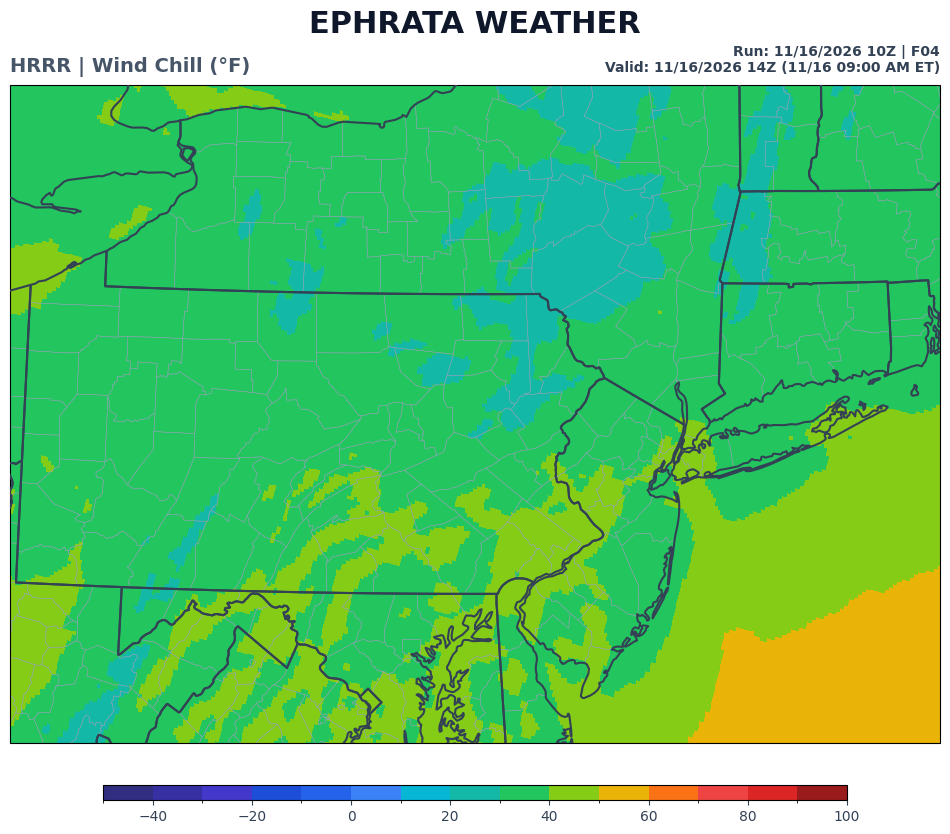 EPHRATA WEATHER
HRRR | Wind Chill (°F)
Run: 11/16/2026 10Z | F04
Valid: 11/16/2026 14Z (11/16 09:00 AM ET)
−40 −20 0 20 40 60 80 100